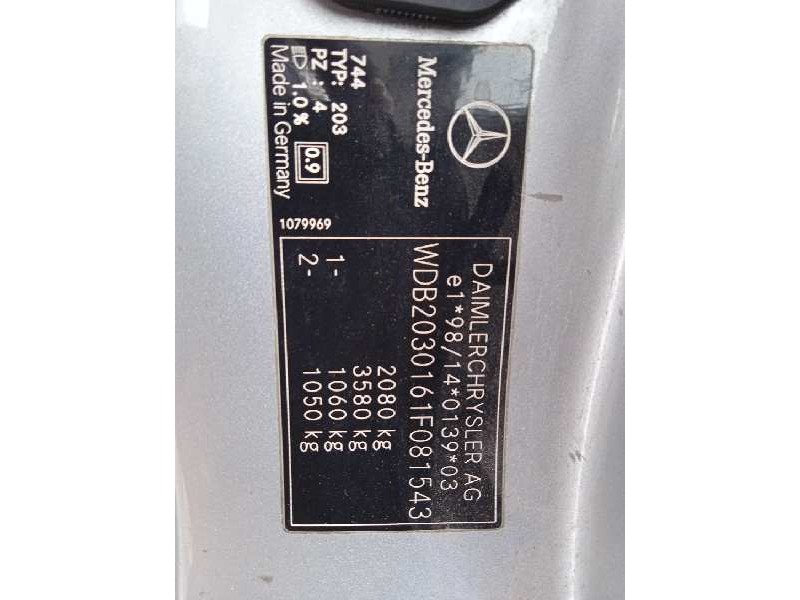 Mercedes-Benz
744
TYP: 203
PZ : 4
1.0 % 0.9
Made in Germany
1079969
DAIMLERCHRYSLER AG
e1*98/14*0139*03
WDB2030161F081543
2080 kg
3580 kg
1- 1060 kg
2- 1050 kg